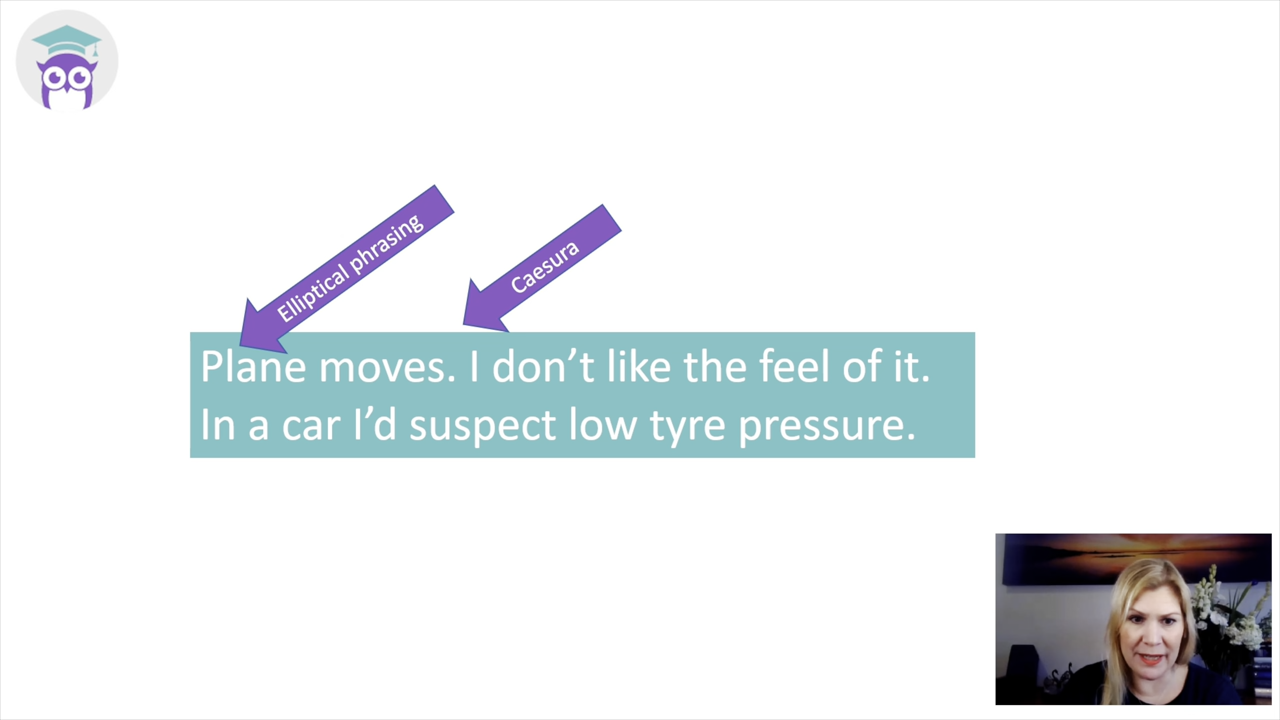 Elliptical phrasing
Caesura
Plane moves. I don’t like the feel of it.
In a car I’d suspect low tyre pressure.